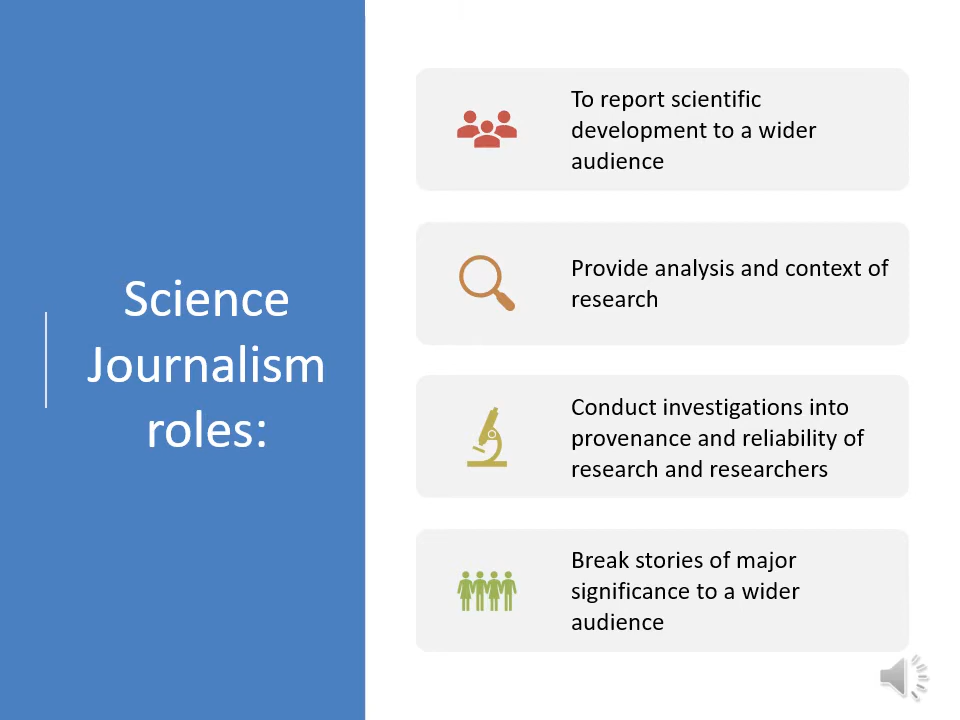 Science
Journalism
roles:
To report scientific
development to a wider
audience
Provide analysis and context of
research
Conduct investigations into
provenance and reliability of
research and researchers
Break stories of major
significance to a wider
audience